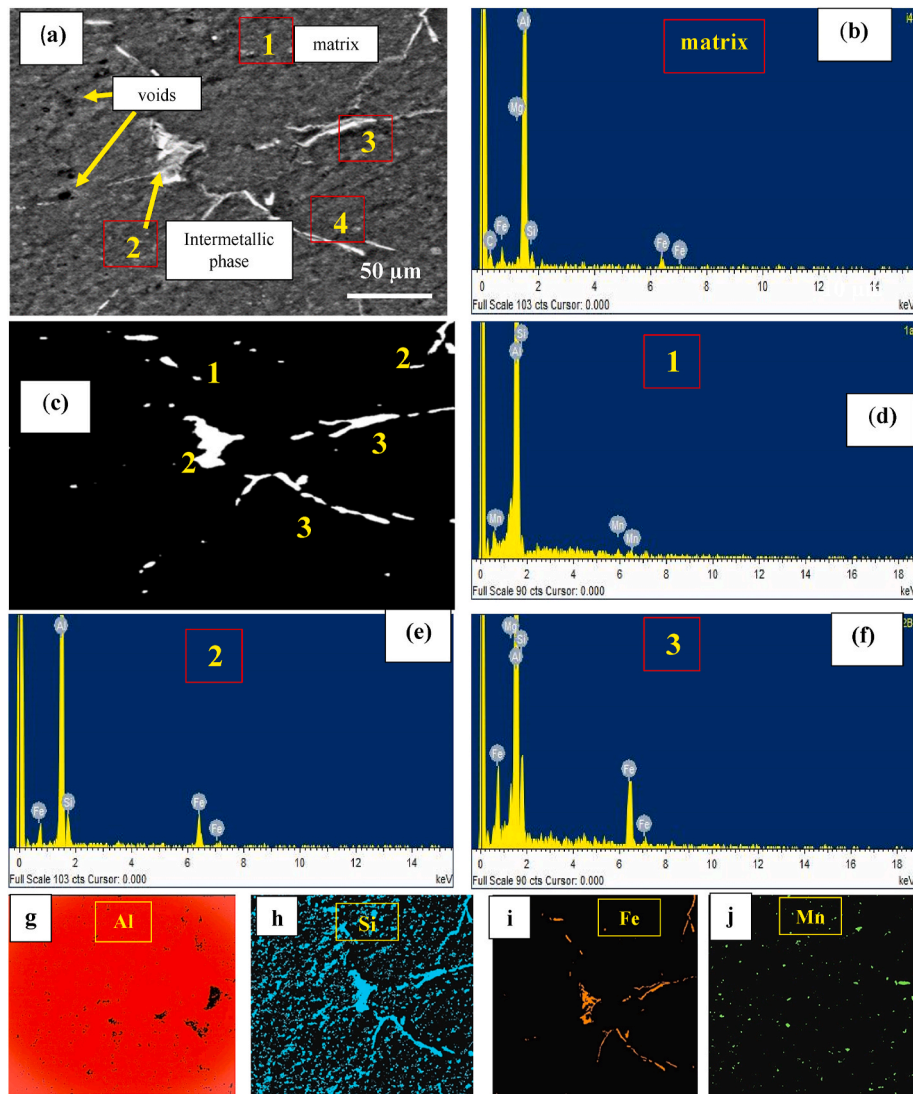 (a)
1
matrix
voids
3
2
Intermetallic
phase
4
50 µm
Al
matrix
(b)
Mg
Fe
Si
C
Fe
Fe
0 2 4 6 8 10 12 14
Full Scale 103 cts Cursor: 0.000
keV
(c)
1
2
3
2
3
Si
1a
Al
1
(d)
Mn
Mn
Mn
0 2 4 6 8 10 12 14 16 18
Full Scale 90 cts Cursor: 0.000
keV
Al
2
(e)
Fe
Si
Fe
Fe
0 2 4 6 8 10 12 14
Full Scale 103 cts Cursor: 0.000
keV
Mg
Si
Al
3
2B
(f)
Fe
Fe
Fe
0 2 4 6 8 10 12 14 16 18
Full Scale 90 cts Cursor: 0.000
keV
g
Al
h
Si
i
Fe
j
Mn